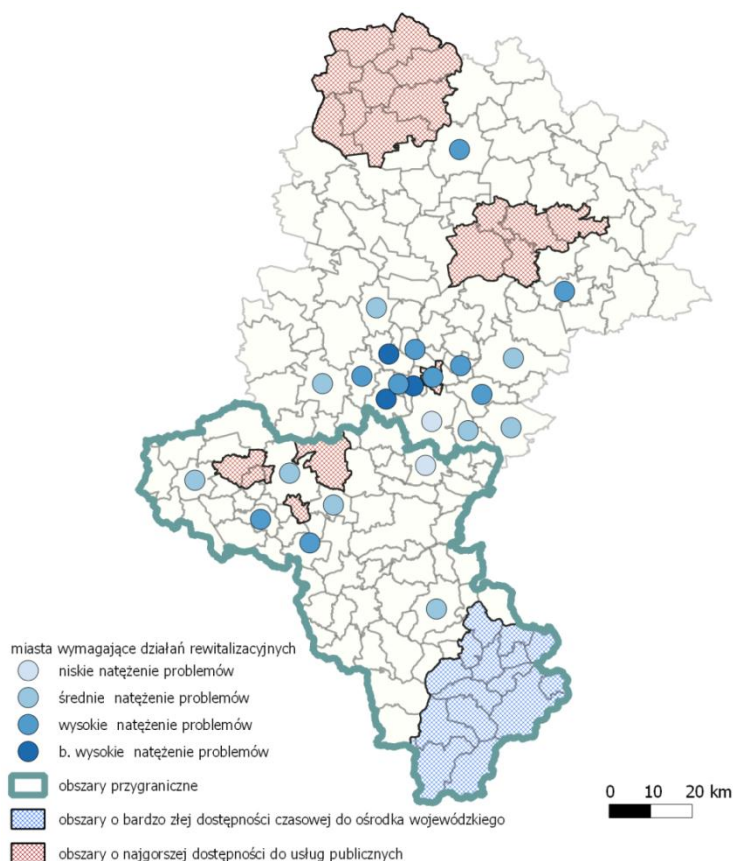 miasta wymagające działań rewitalizacyjnych
niskie natężenie problemów
średnie natężenie problemów
wysokie natężenie problemów
b. wysokie natężenie problemów
obszary przygraniczne
obszary o bardzo złej dostępności czasowej do ośrodka wojewódzkiego
obszary o najgorszej dostępności do usług publicznych
0 10 20 km